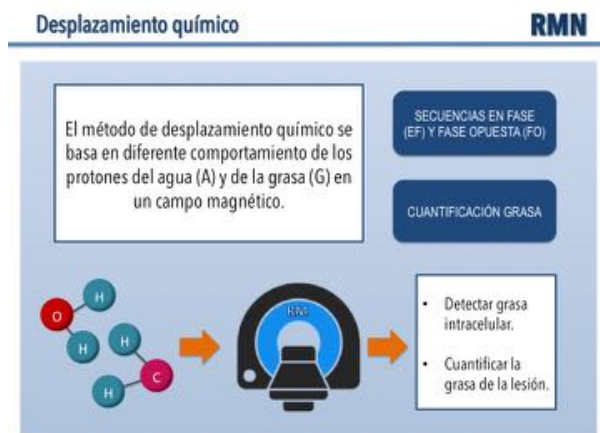 Desplazamiento químico
RMN
El método de desplazamiento químico se
basa en diferente comportamiento de los
protones del agua (A) y de la grasa (G) en
un campo magnético.
SECUENCIAS EN FASE
(EF) Y FASE OPUESTA (FO)
CUANTIFICACIÓN GRASA
H
O
H
H
H
C
RM
• Detectar grasa
intracelular.
• Cuantificar la
grasa de la lesión.